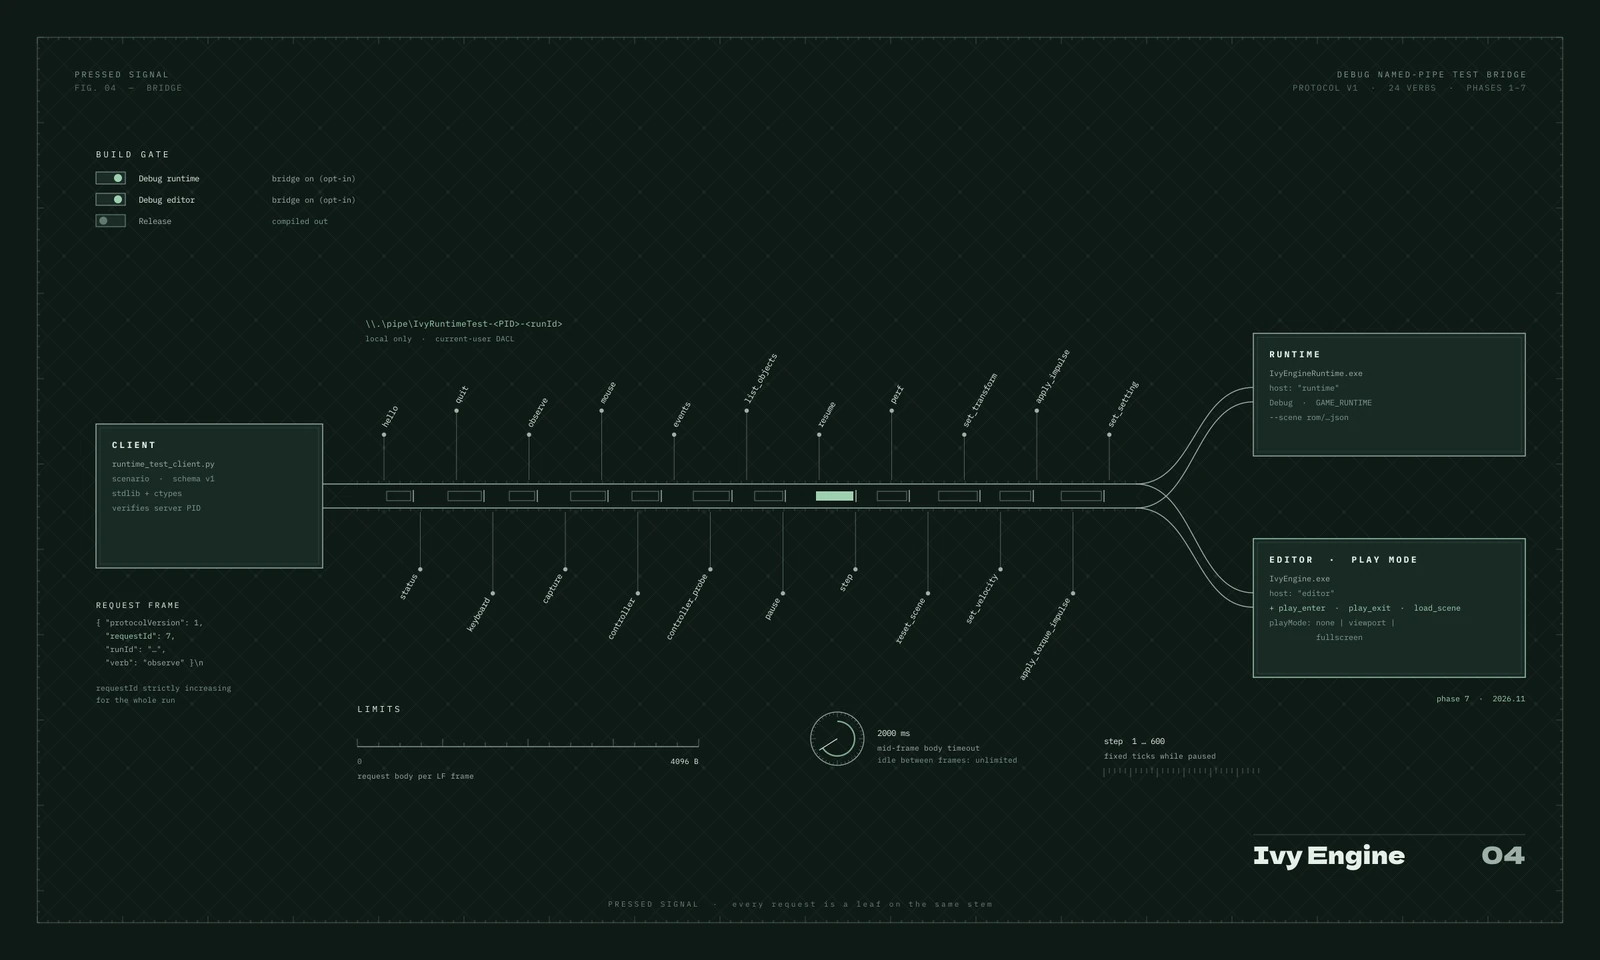 PRESSED SIGNAL
FIG. 04 — BRIDGE
DEBUG NAMED-PIPE TEST BRIDGE
PROTOCOL V1 · 24 VERBS · PHASES 1–7
BUILD GATE
Debug runtime bridge on (opt-in)
Debug editor bridge on (opt-in)
Release compiled out
\\.\pipe\IvyRuntimeTest-<PID>-<runId>
local only · current-user DACL
hello
quit
observe
mouse
events
list_objects
resume
perf
set_transform
apply_impulse
set_setting
CLIENT
runtime_test_client.py
scenario · schema v1
stdlib + ctypes
verifies server PID
RUNTIME
IvyEngineRuntime.exe
host: "runtime"
Debug · GAME_RUNTIME
--scene rom/…json
status
keyboard
capture
controller
controller_probe
pause
step
reset_scene
set_velocity
apply_torque_impulse
EDITOR · PLAY MODE
IvyEngine.exe
host: "editor"
+ play_enter · play_exit · load_scene
playMode: none | viewport |
fullscreen
phase 7 · 2026.11
REQUEST FRAME
{ "protocolVersion": 1,
"requestId": 7,
"runId": "…",
"verb": "observe" }\n
requestId strictly increasing
for the whole run
LIMITS
0 4096 B
request body per LF frame
2000 ms
mid-frame body timeout
idle between frames: unlimited
step 1 … 600
fixed ticks while paused
Ivy Engine 04
PRESSED SIGNAL · every request is a leaf on the same stem